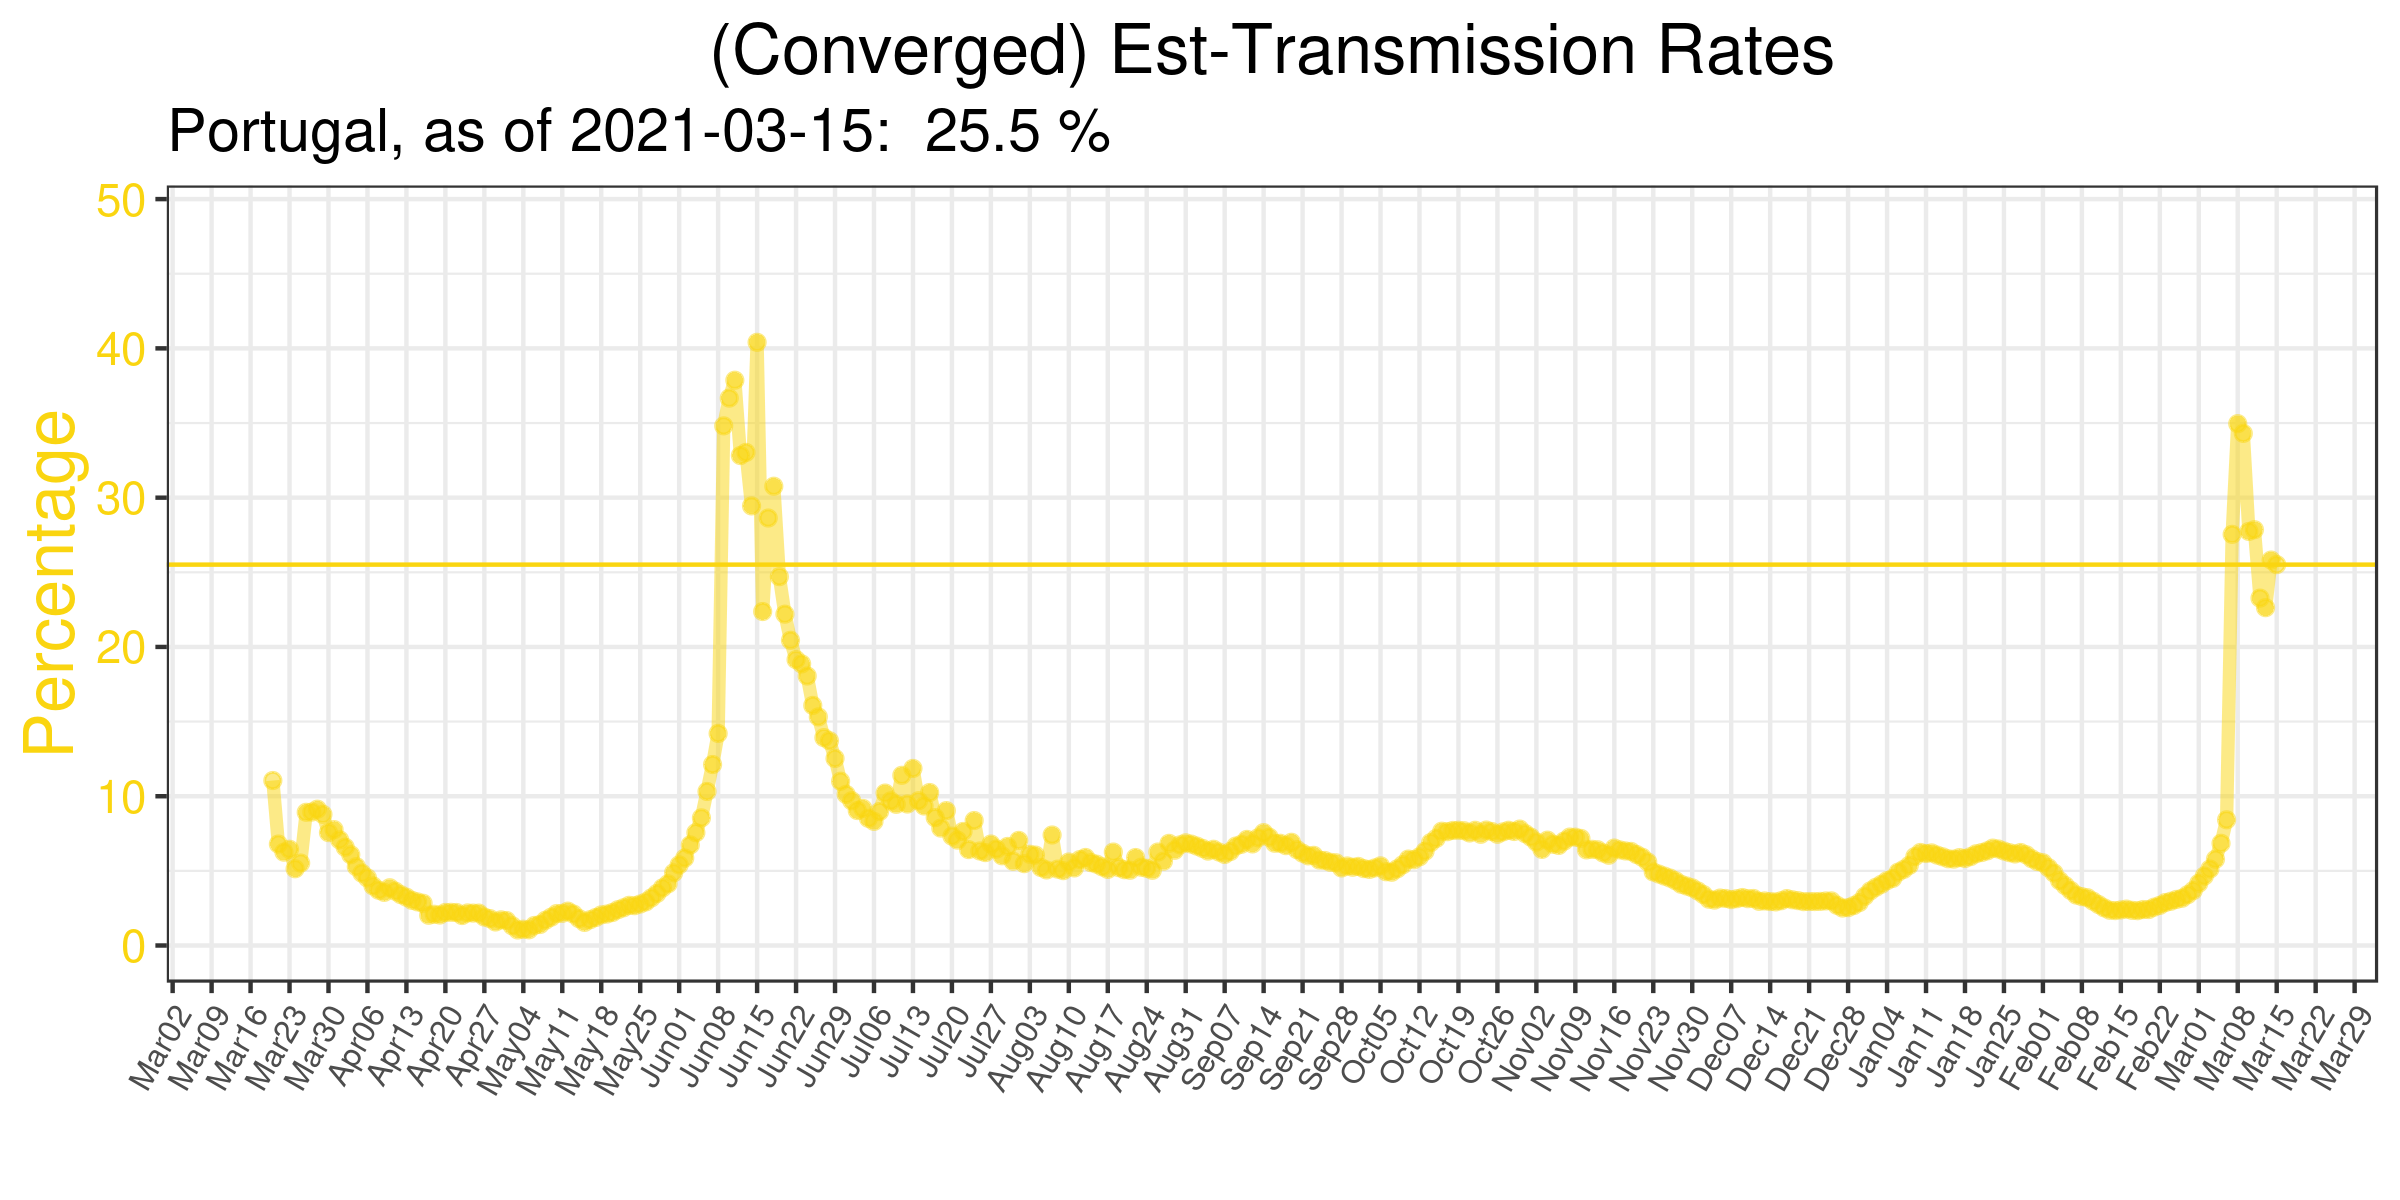 (Converged) Est-Transmission Rates
Portugal, as of 2021-03-15:  25.5 %
Percentage
50
40
30
20
10
0
Mar02 Mar09 Mar16 Mar23 Mar30 Apr06 Apr13 Apr20 Apr27 May04 May11 May18 May25 Jun01 Jun08 Jun15 Jun22 Jun29 Jul06 Jul13 Jul20 Jul27 Aug03 Aug10 Aug17 Aug24 Aug31 Sep07 Sep14 Sep21 Sep28 Oct05 Oct12 Oct19 Oct26 Nov02 Nov09 Nov16 Nov23 Nov30 Dec07 Dec14 Dec21 Dec28 Jan04 Jan11 Jan18 Jan25 Feb01 Feb08 Feb15 Feb22 Mar01 Mar08 Mar15 Mar22 Mar29